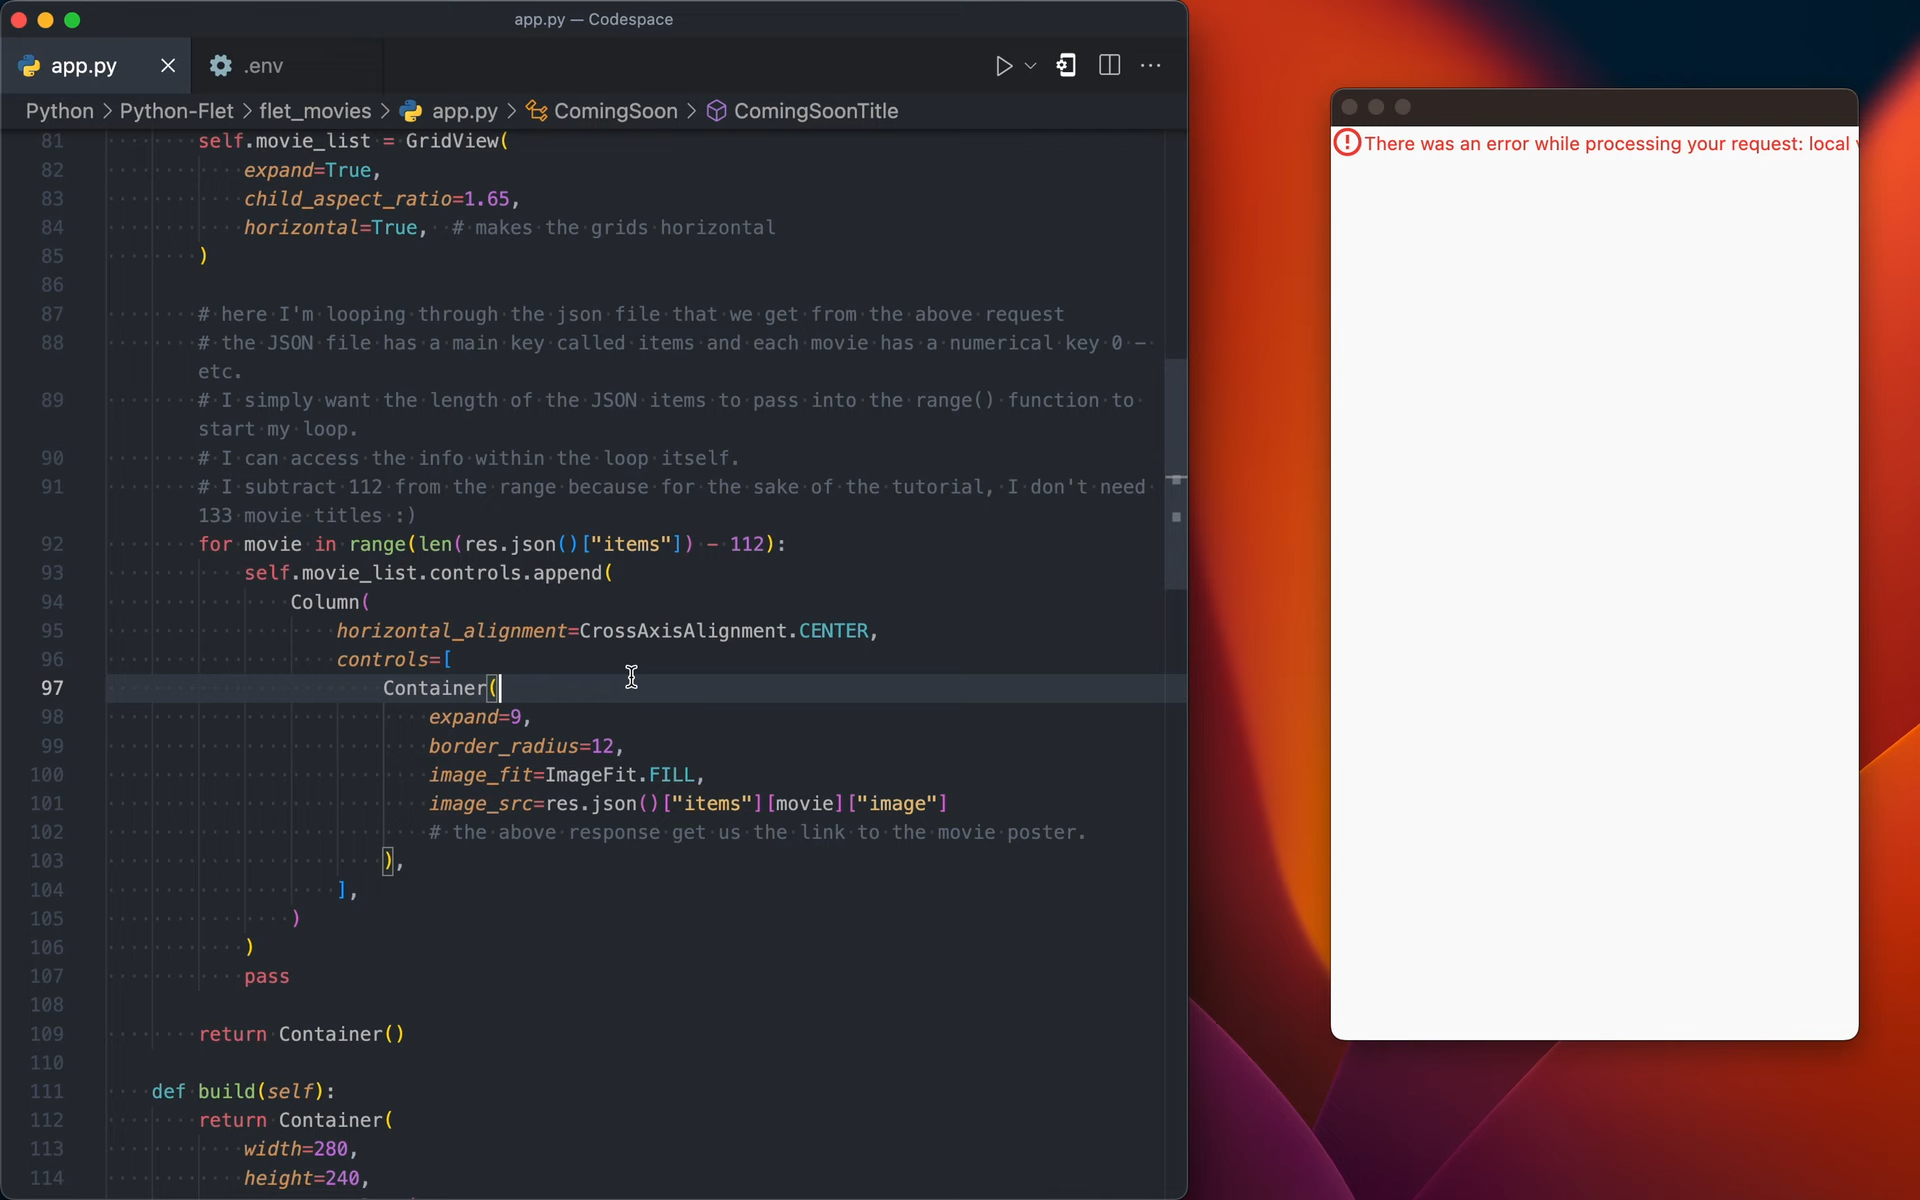 app.py — Codespace
app.py
.env
Python > Python-Flet > flet_movies > app.py > ComingSoon > ComingSoonTitle
81 self.movie_list = GridView(
82 expand=True,
83 child_aspect_ratio=1.65,
84 horizontal=True, # makes the grids horizontal
85 )
86
87 # here I'm looping through the json file that we get from the above request
88 # the JSON file has a main key called items and each movie has a numerical key 0 -
etc.
89 # I simply want the length of the JSON items to pass into the range() function to
start my loop.
90 # I can access the info within the loop itself.
91 # I subtract 112 from the range because for the sake of the tutorial, I don't need
133 movie titles :)
92 for movie in range(len(res.json()["items"]) - 112):
93 self.movie_list.controls.append(
94 Column(
95 horizontal_alignment=CrossAxisAlignment.CENTER,
96 controls=[
97 Container(
98 expand=9,
99 border_radius=12,
100 image_fit=ImageFit.FILL,
101 image_src=res.json()["items"][movie]["image"]
102 # the above response get us the link to the movie poster.
103 ),
104 ],
105 )
106 )
107 pass
108
109 return Container()
110
111 def build(self):
112 return Container(
113 width=280,
114 height=240,
There was an error while processing your request: local